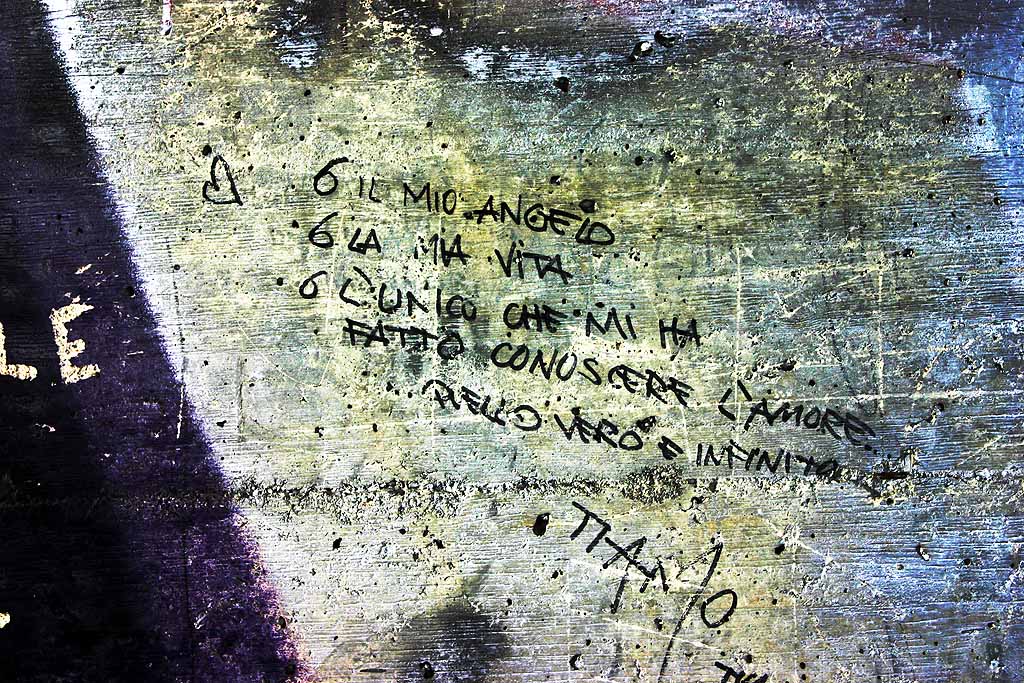 6 IL MIO ANGELO
6 LA MIA VITA
6 L'UNICO CHE MI HA
FATTO CONOSCERE L'AMORE
... QUELLO VERO E INFINITO
TI AMO
LE